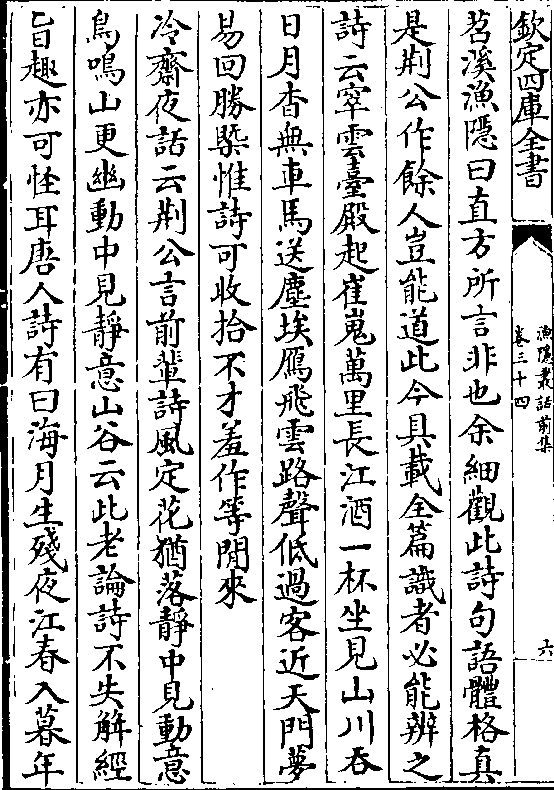 欽定四庫全書
漁隱叢話前集
卷三十四
六
苕溪漁隱曰直方所言非也余細觀此詩句語體格真
是荆公作餘人豈能道此今具載全篇識者必能辨之
詩云窣雲臺殿起崔嵬萬里長江酒一杯坐見山川吞
日月杳無車馬送塵埃鴈飛雲路聲低過客近天門夢
易回勝槩惟詩可收拾不才羞作等閒來
冷齋夜話云荆公言前輩詩風定花猶落靜中見動意
鳥鳴山更幽動中見靜意山谷云此老論詩不失解經
旨趣亦可怪耳唐人詩有曰海月生殘夜江春入暮年